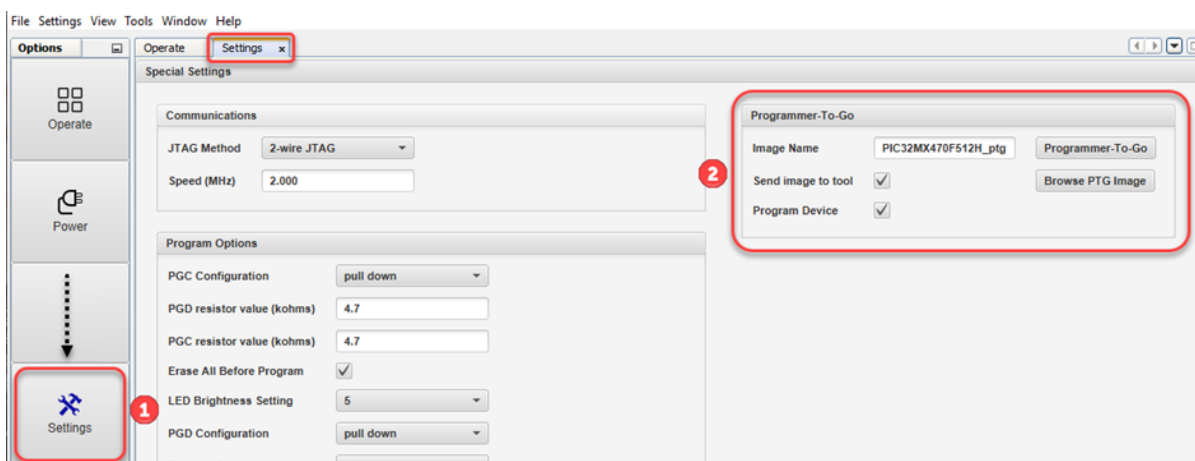 File Settings View Tools Window Help
Options
Operate
Settings x
Operate
Power
Settings
1
Special Settings
Communications
JTAG Method 2-wire JTAG
Speed (MHz) 2.000
Program Options
PGC Configuration pull down
PGD resistor value (kohms) 4.7
PGC resistor value (kohms) 4.7
Erase All Before Program
LED Brightness Setting 5
PGD Configuration pull down
2
Programmer-To-Go
Image Name PIC32MX470F512H_ptg Programmer-To-Go
Send image to tool Browse PTG Image
Program Device